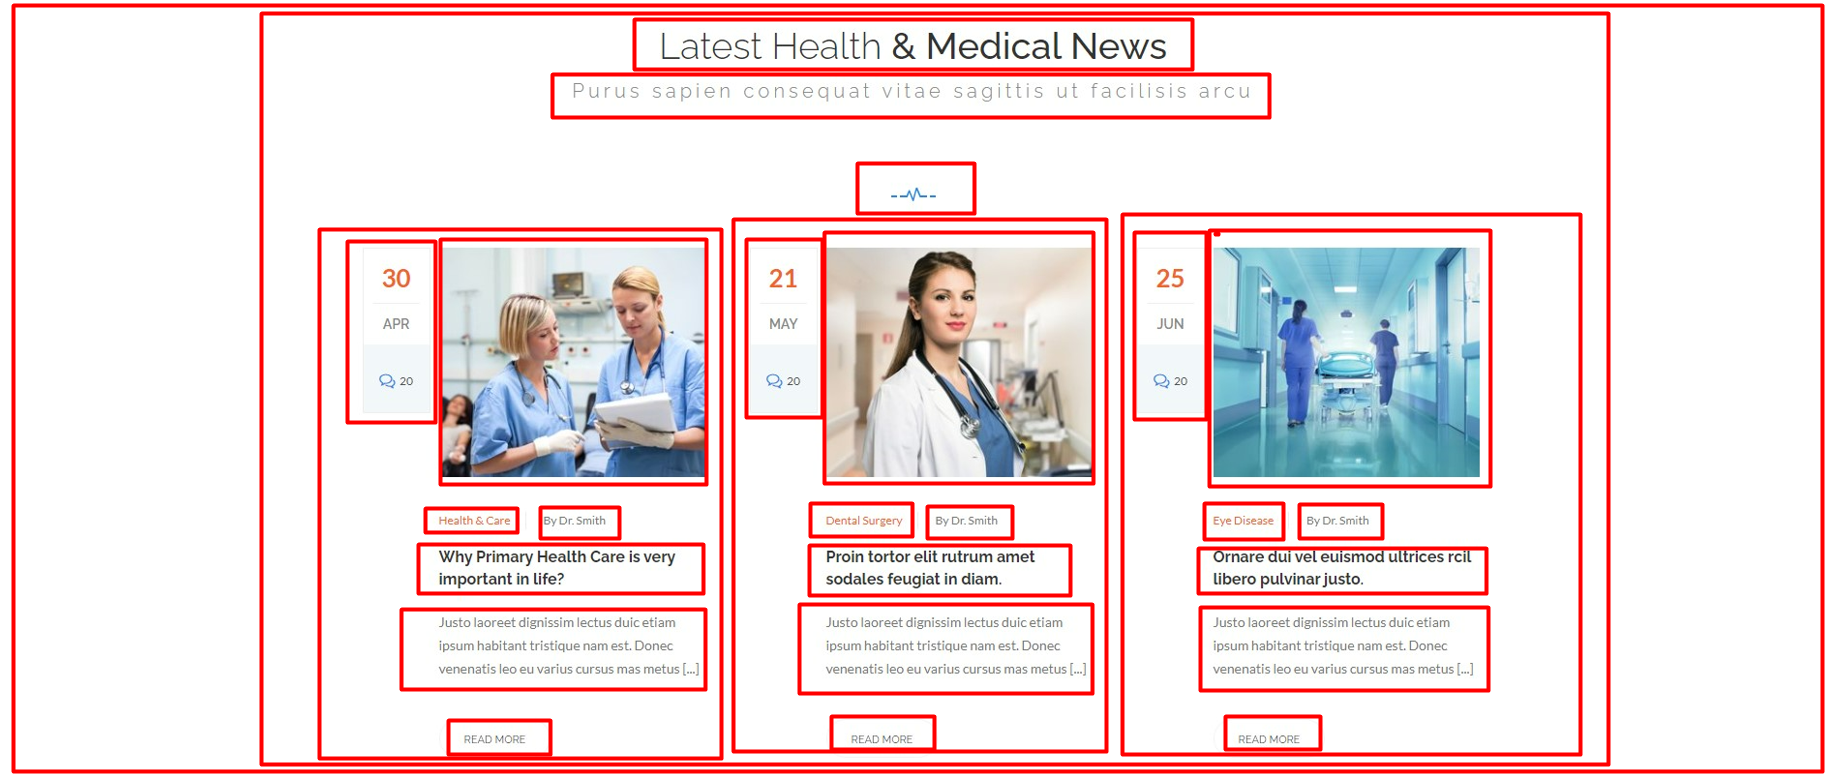 Latest Health & Medical News
Purus sapien consequat vitae sagittis ut facilisis arcu
30
APR
20
Health & Care
By Dr. Smith
Why Primary Health Care is very
important in life?
Justo laoreet dignissim lectus duic etiam
ipsum habitant tristique nam est. Donec
venenatis leo eu varius cursus mas metus [...]
READ MORE
21
MAY
20
Dental Surgery
By Dr. Smith
Proin tortor elit rutrum amet
sodales feugiat in diam.
Justo laoreet dignissim lectus duic etiam
ipsum habitant tristique nam est. Donec
venenatis leo eu varius cursus mas metus [...]
READ MORE
25
JUN
20
Eye Disease
By Dr. Smith
Ornare dui vel euismod ultrices rcil
libero pulvinar justo.
Justo laoreet dignissim lectus duic etiam
ipsum habitant tristique nam est. Donec
venenatis leo eu varius cursus mas metus [...]
READ MORE